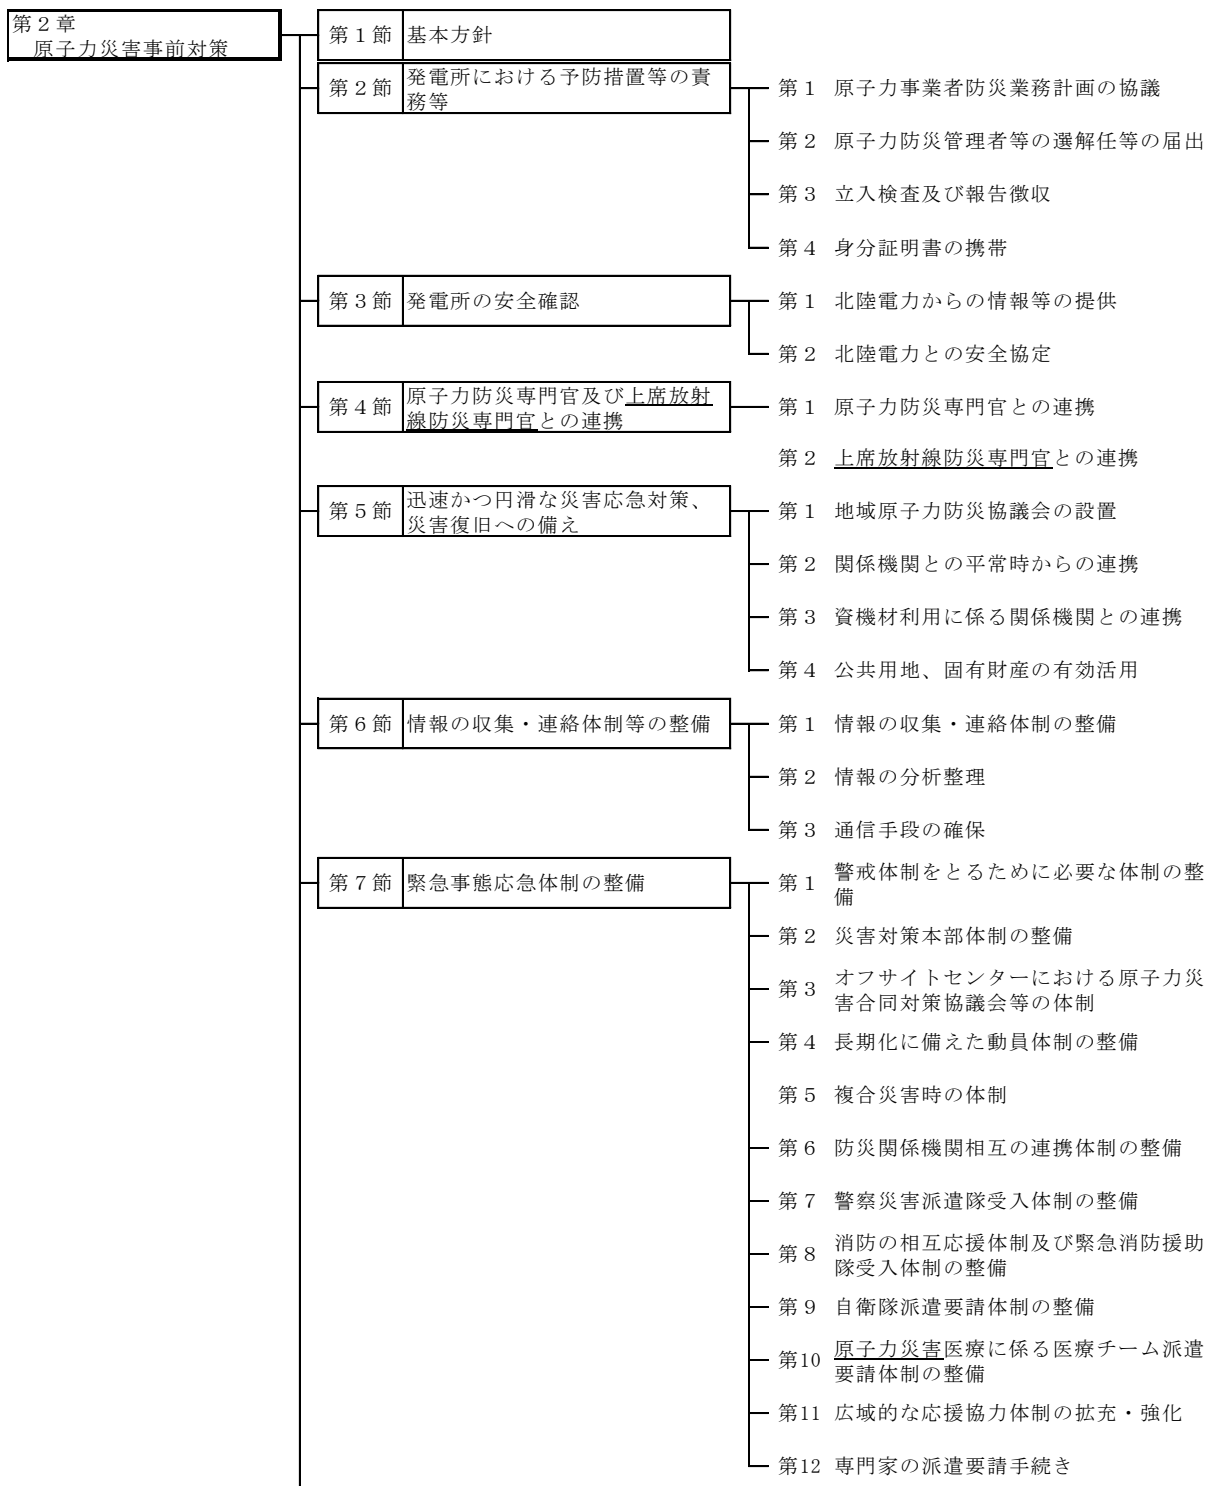 第２章
原子力災害事前対策
第１節 基本方針
第２節 発電所における予防措置等の責
務等
第１ 原子力事業者防災業務計画の協議
第２ 原子力防災管理者等の選解任等の届出
第３ 立入検査及び報告徴収
第４ 身分証明書の携帯
第３節 発電所の安全確認
第１ 北陸電力からの情報等の提供
第２ 北陸電力との安全協定
第４節 原子力防災専門官及び上席放射
線防災専門官との連携
第１ 原子力防災専門官との連携
第２ 上席放射線防災専門官との連携
第５節 迅速かつ円滑な災害応急対策、
災害復旧への備え
第１ 地域原子力防災協議会の設置
第２ 関係機関との平常時からの連携
第３ 資機材利用に係る関係機関との連携
第４ 公共用地、固有財産の有効活用
第６節 情報の収集・連絡体制等の整備
第１ 情報の収集・連絡体制の整備
第２ 情報の分析整理
第３ 通信手段の確保
第７節 緊急事態応急体制の整備
第１ 警戒体制をとるために必要な体制の整
備
第２ 災害対策本部体制の整備
第３ オフサイトセンターにおける原子力災
害合同対策協議会等の体制
第４ 長期化に備えた動員体制の整備
第５ 複合災害時の体制
第６ 防災関係機関相互の連携体制の整備
第７ 警察災害派遣隊受入体制の整備
第８ 消防の相互応援体制及び緊急消防援助
隊受入体制の整備
第９ 自衛隊派遣要請体制の整備
第10 原子力災害医療に係る医療チーム派遣
要請体制の整備
第11 広域的な応援協力体制の拡充・強化
第12 専門家の派遣要請手続き